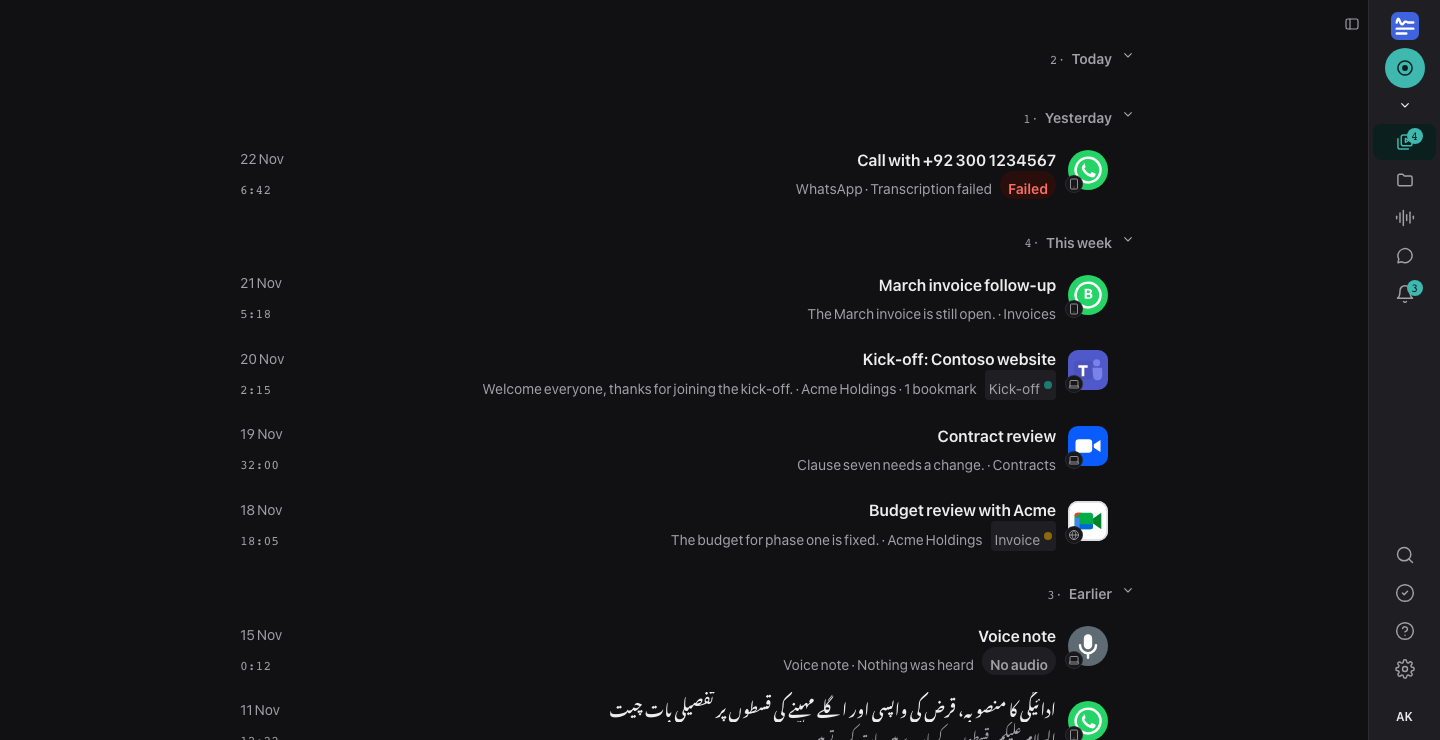 Today · 2
Yesterday · 1
Call with +92 300 1234567
WhatsApp · Transcription failed Failed
22 Nov
6:42
This week · 4
March invoice follow-up
The March invoice is still open. · Invoices
21 Nov
5:18
Kick-off: Contoso website
Welcome everyone, thanks for joining the kick-off. · Acme Holdings · 1 bookmark Kick-off
20 Nov
2:15
Contract review
Clause seven needs a change. · Contracts
19 Nov
32:00
Budget review with Acme
The budget for phase one is fixed. · Acme Holdings Invoice
18 Nov
18:05
Earlier · 3
Voice note
Voice note · Nothing was heard No audio
15 Nov
0:12
ادائیگی کا منصوبہ، قرض کی واپسی اور اگلے مہینے کی قسطوں پر تفصیلی بات چیت
11 Nov
4
3
AK